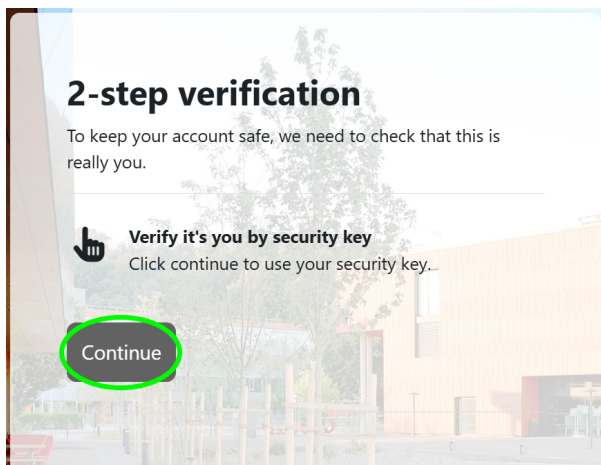 2-step verification
To keep your account safe, we need to check that this is
really you.
Verify it's you by security key
Click continue to use your security key.
Continue